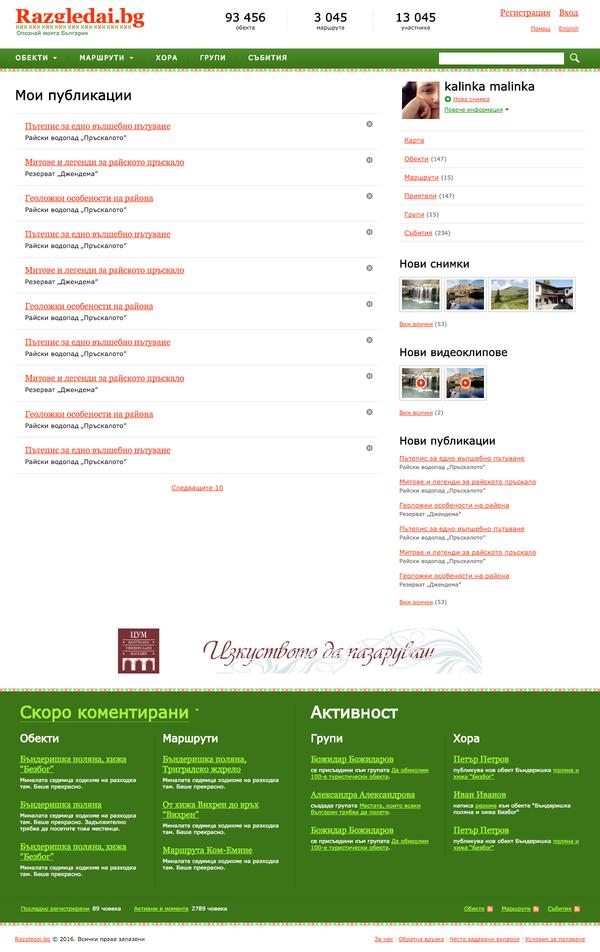 Razgledai.bg
Опознай моята България
93 456
обекта
3 045
маршрута
13 045
участника
Регистрация
Вход
Помощ
English
ОБЕКТИ
МАРШРУТИ
ХОРА
ГРУПИ
СЪБИТИЯ
Мои публикации
Пътепис за едно вълшебно пътуване
Райски водопад „Пръскалото"
Митове и легенди за райското пръскало
Резерват „Джендема"
Геоложки особености на района
Райски водопад „Пръскалото"
Пътепис за едно вълшебно пътуване
Райски водопад „Пръскалото"
Митове и легенди за райското пръскало
Резерват „Джендема"
Геоложки особености на района
Райски водопад „Пръскалото"
Пътепис за едно вълшебно пътуване
Райски водопад „Пръскалото"
Митове и легенди за райското пръскало
Резерват „Джендема"
Геоложки особености на района
Райски водопад „Пръскалото"
Пътепис за едно вълшебно пътуване
Райски водопад „Пръскалото"
Следващите 10
kalinka malinka
Нова снимка
Повече информация
Карта
Обекти (147)
Маршрути (15)
Приятели (147)
Групи (15)
Събития (234)
Нови снимки
Виж всички (53)
Нови видеоклипове
Виж всички (2)
Нови публикации
Пътепис за едно вълшебно пътуване
Райски водопад „Пръскалото"
Митове и легенди за райското пръскало
Райски водопад „Пръскалото"
Геоложки особености на района
Резерват „Джендема"
Пътепис за едно вълшебно пътуване
Райски водопад „Пръскалото"
Митове и легенди за райското пръскало
Райски водопад „Пръскалото"
Геоложки особености на района
Резерват „Джендема"
Виж всички (53)
ЦУМ
ЦЕНТРАЛЕН
УНИВЕРСАЛЕН
МАГАЗИН
Изкуството да пазаруваш
Скоро коментирани
Обекти
Бъндеришка поляна, хижа
"Безбог"
Миналата седмица ходихме на разходка
там. Беше прекрасно.
Бъндеришка поляна
Миналата седмица ходихме на разходка
там. Беше прекрасно. Задължително
трябва да посетите това местенце.
Бъндеришка поляна, хижа
"Безбог"
Миналата седмица ходихме на разходка
там. Беше прекрасно.
Маршрути
Бъндеришка поляна,
Триградско ждрело
Миналата седмица ходихме на разходка
там. Беше прекрасно.
От хижа Вихрен до връх
"Вихрен"
Миналата седмица ходихме на разходка
там. Беше прекрасно.
Маршрута Ком-Емине
Миналата седмица ходихме на разходка
там. Беше прекрасно.
Активност
Групи
Божидар Божидаров
се присъедини към групата Да обиколим
100-е туристически обекта.
Александра Александрова
създаде групата Местата, които всеки
българин трябва да посети.
Божидар Божидаров
се присъедини към групата Да обиколим
100-е туристически обекта.
Хора
Петър Петров
публикува нов обект Бъндеришка поляна и
хижа "Безбог"
Иван Иванов
написа резюме към обекта "Бъндеришка
поляна и хижа "Безбог"
Петър Петров
публикува нов обект Бъндеришка поляна и
хижа "Безбог"
Последно регистрирани 89 човека
Активни в момента 2789 човека
Обекти
Маршрути
Събития
Razgledai.bg © 2016. Всички права запазени
За нас | Обратна връзка | Често задавани въпроси | Условия за ползване